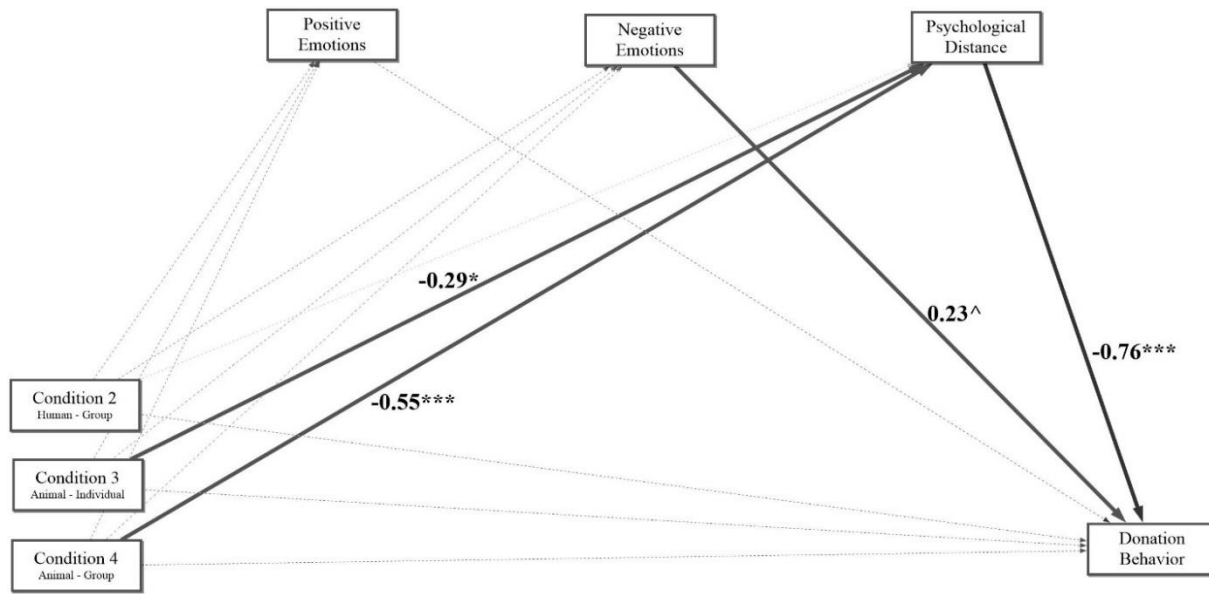 Positive
Emotions
Negative
Emotions
Psychological
Distance
-0.29*
0.23^
-0.76***
Condition 2
Human - Group
-0.55***
Condition 3
Animal - Individual
Condition 4
Animal - Group
Donation
Behavior